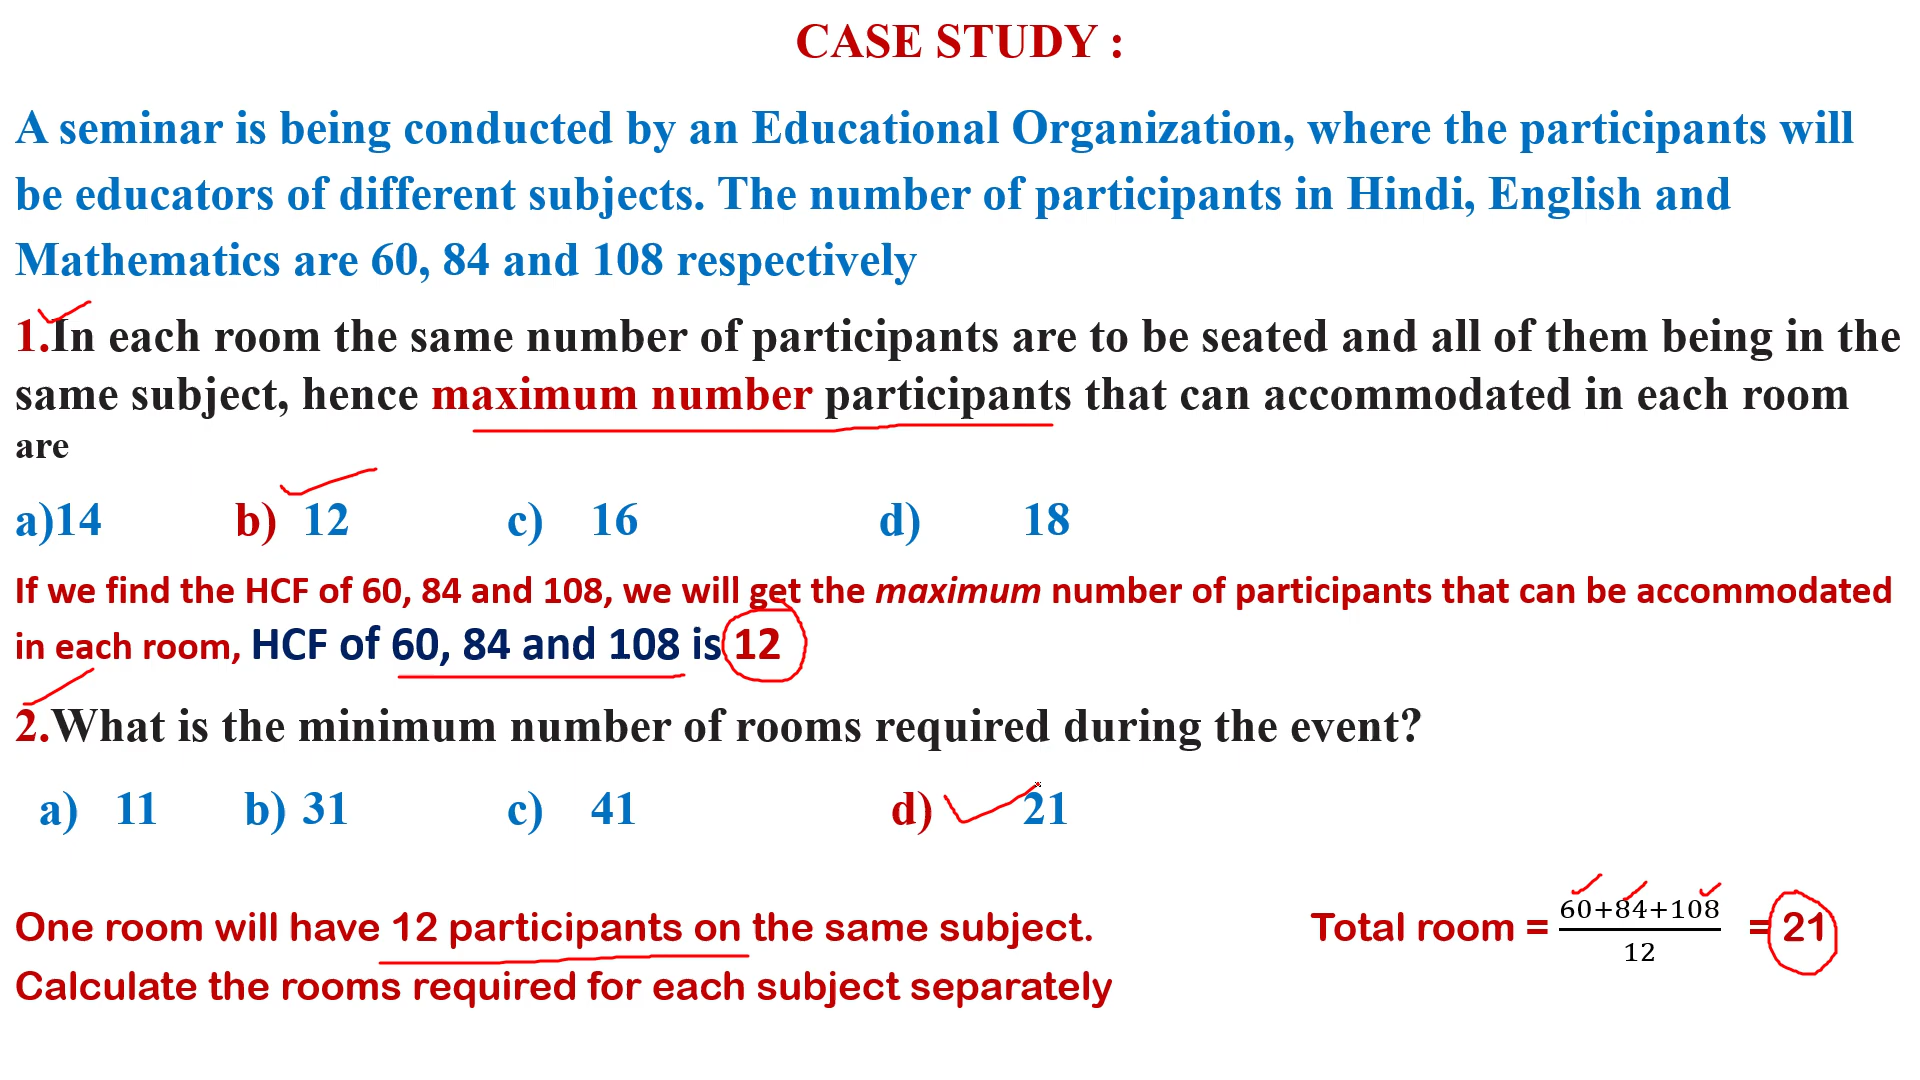 CASE STUDY :
A seminar is being conducted by an Educational Organization, where the participants will
be educators of different subjects. The number of participants in Hindi, English and
Mathematics are 60, 84 and 108 respectively
1.In each room the same number of participants are to be seated and all of them being in the
same subject, hence maximum number participants that can accommodated in each room
are
a)14 b) 12 c) 16 d) 18
If we find the HCF of 60, 84 and 108, we will get the maximum number of participants that can be accommodated
in each room, HCF of 60, 84 and 108 is 12
2.What is the minimum number of rooms required during the event?
a) 11 b) 31 c) 41 d) 21
One room will have 12 participants on the same subject. Total room = 60+84+108 / 12 = 21
Calculate the rooms required for each subject separately